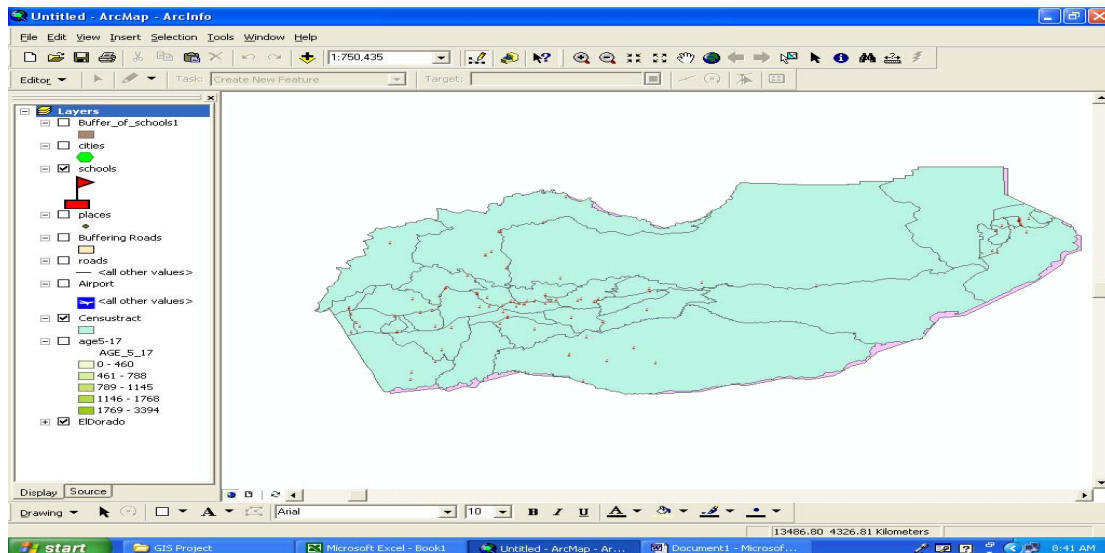 Untitled - ArcMap - ArcInfo
File Edit View Insert Selection Tools Window Help
1:750,435
Editor Task: Create New Feature Target:
Layers
Buffer_of_schools1
cities
schools
places
Buffering Roads
roads
<all other values>
Airport
<all other values>
Censustract
age5-17
AGE_5_17
0 - 460
461 - 788
789 - 1145
1146 - 1768
1769 - 3394
ElDorado
Display Source
Drawing A Arial 10 B I U A
13486.80 4326.81 Kilometers
start GIS Project Microsoft Excel - Book1 Untitled - ArcMap - Ar... Document1 - Microsof... 8:41 AM